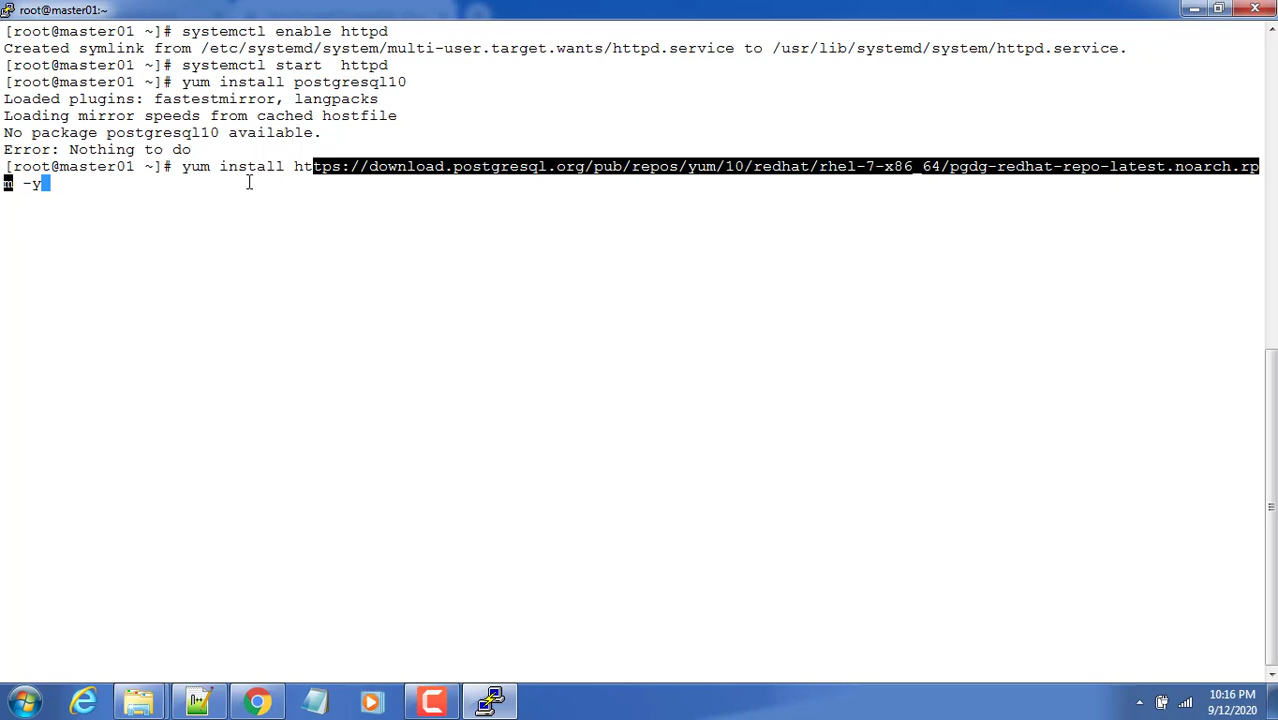 root@master01:~
[root@master01 ~]# systemctl enable httpd
Created symlink from /etc/systemd/system/multi-user.target.wants/httpd.service to /usr/lib/systemd/system/httpd.service.
[root@master01 ~]# systemctl start  httpd
[root@master01 ~]# yum install postgresql10
Loaded plugins: fastestmirror, langpacks
Loading mirror speeds from cached hostfile
No package postgresql10 available.
Error: Nothing to do
[root@master01 ~]# yum install https://download.postgresql.org/pub/repos/yum/10/redhat/rhel-7-x86_64/pgdg-redhat-repo-latest.noarch.rp
m -y
10:16 PM
9/12/2020